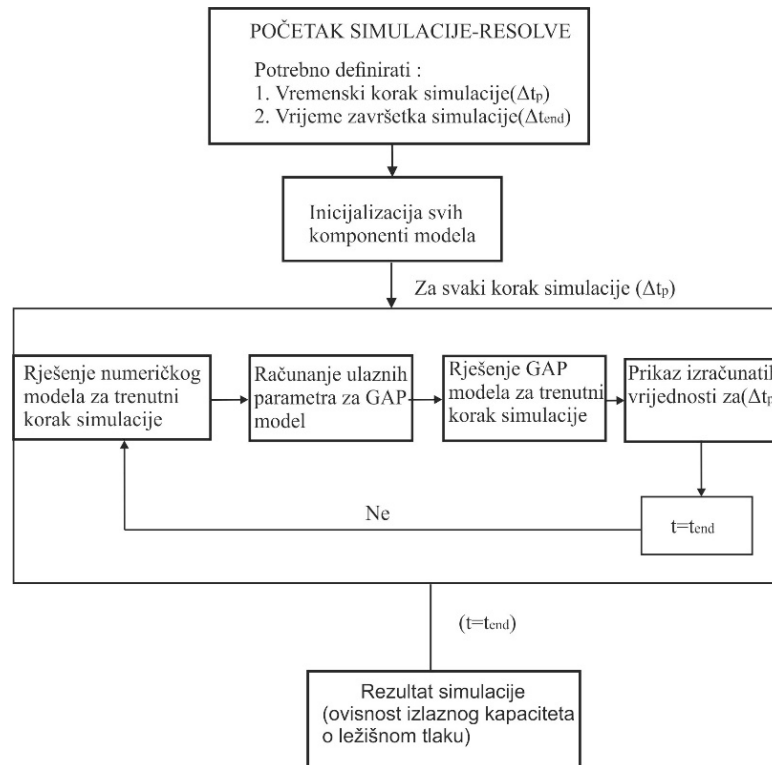 POČETAK SIMULACIJE-RESOLVE
Potrebno definirati :
1. Vremenski korak simulacije(Δtp)
2. Vrijeme završetka simulacije(Δtend)
Inicijalizacija svih
komponenti modela
Za svaki korak simulacije (Δtp)
Rješenje numeričkog
modela za trenutni
korak simulacije
Računanje ulaznih
parametra za GAP
model
Rješenje GAP
modela za trenutni
korak simulacije
Prikaz
vrijednosti za(Δtp
Ne
t=tend
(t=tend)
Rezultat simulacije
(ovisnost izlaznog kapaciteta
o ležišnom tlaku)